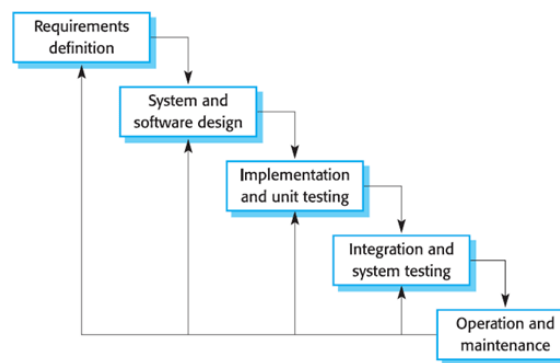 Requirements
definition
System and
software design
Implementation
and unit testing
Integration and
system testing
Operation and
maintenance